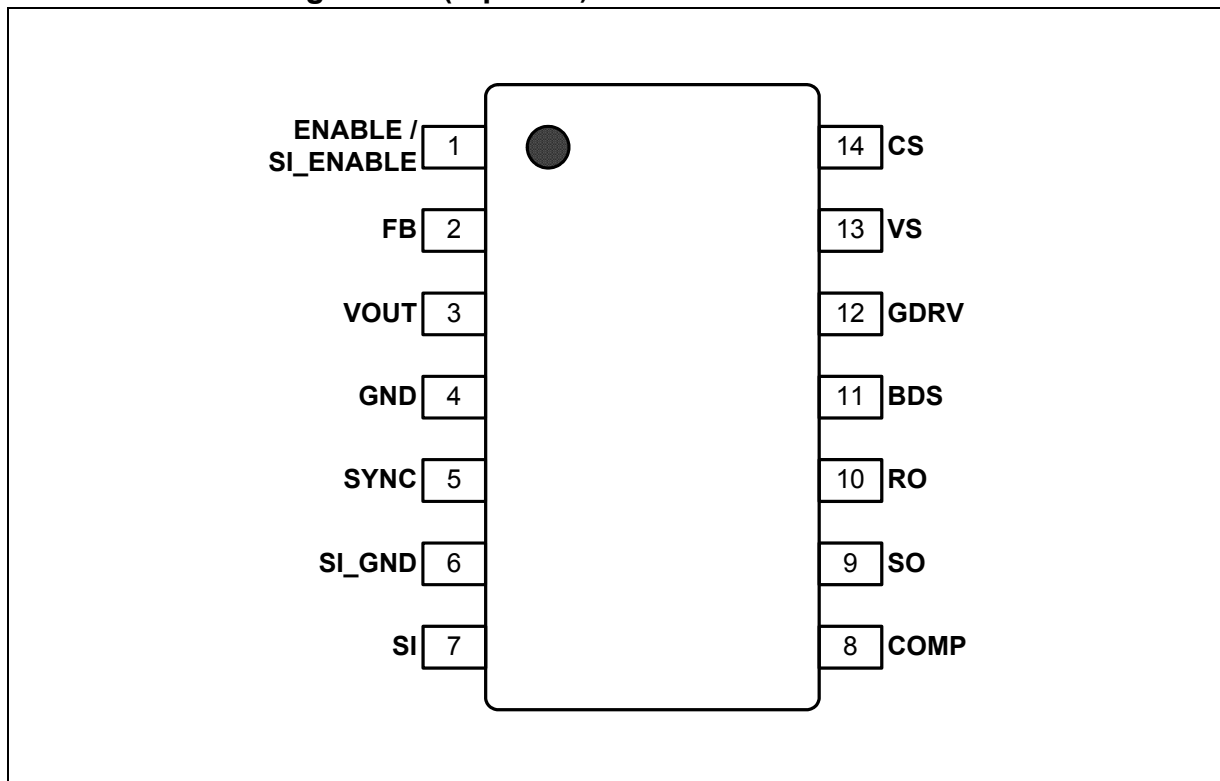 ENABLE /
SI_ENABLE
1
14
CS
FB
2
13
VS
VOUT
3
12
GDRV
GND
4
11
BDS
SYNC
5
10
RO
SI_GND
6
9
SO
SI
7
8
COMP